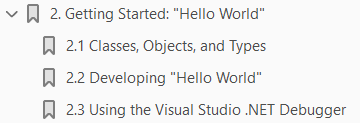 2. Getting Started: "Hello World"
2.1 Classes, Objects, and Types
2.2 Developing "Hello World"
2.3 Using the Visual Studio .NET Debugger